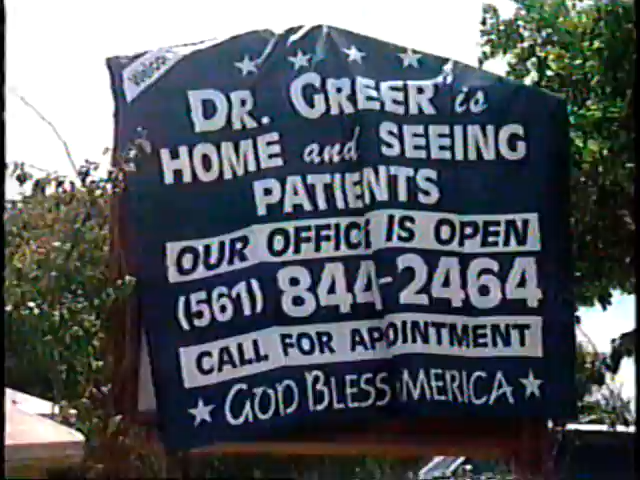 DR. GREER is
HOME and SEEING
PATIENTS
OUR OFFICE IS OPEN
(561) 844-2464
CALL FOR APPOINTMENT
GOD BLESS AMERICA